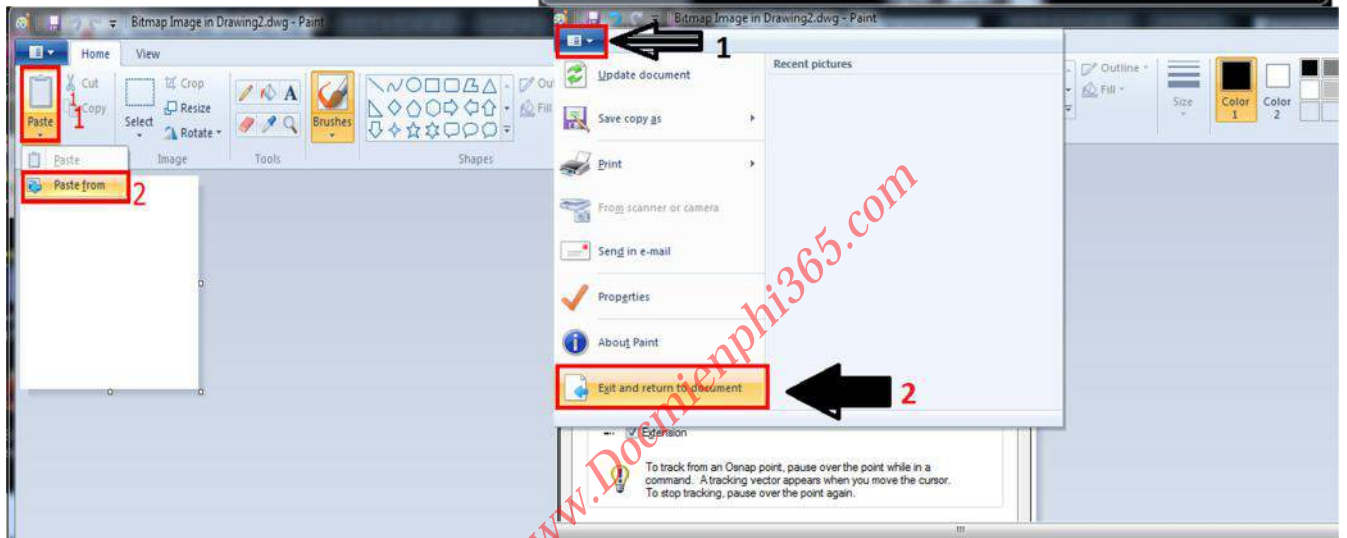 Bitmap Image in Drawing2.dwg - Paint
Home View
Cut
Copy
Paste
1
1
Select
Crop
Resize
Rotate
A
Brushes
Image
Tools
Shapes
Paste
Paste from
2
Bitmap Image in Drawing2.dwg - Paint
1
Update document
Save copy as
Print
From scanner or camera
Send in e-mail
Properties
About Paint
Exit and return to document
2
Recent pictures
Outline
Fill
Size
Color
1
Color
2
Extension
To track from an Osnap point, pause over the point while in a
command. A tracking vector appears when you move the cursor.
To stop tracking, pause over the point again.
www.Docmienphi365.com